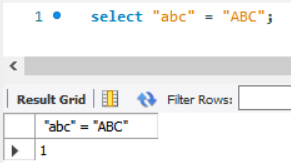 1 select "abc" = "ABC";
Result Grid Filter Rows:
"abc" = "ABC"
1